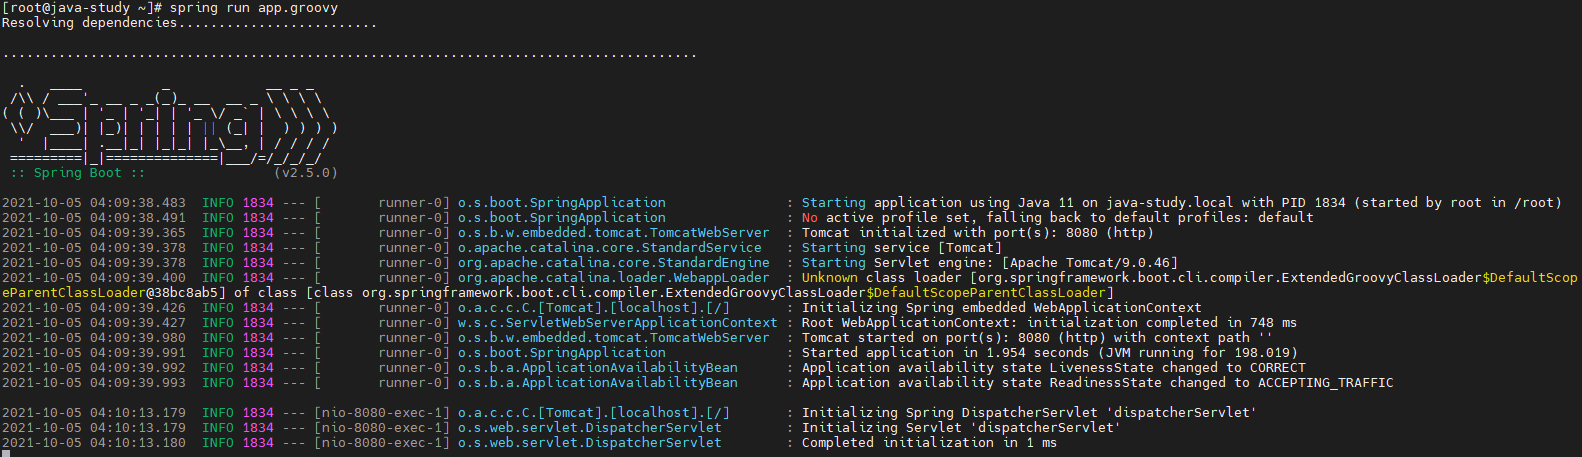 [root@java-study ~]# spring run app.groovy
Resolving dependencies.........................

.......................................................................................

  .   ____          _            __ _ _
 /\\ / ___'_ __ _ _(_)_ __  __ _ \ \ \ \
( ( )\___ | '_ | '_| | '_ \/ _` | \ \ \ \
 \\/  ___)| |_)| | | | | || (_| |  ) ) ) )
  '  |____| .__|_| |_|_| |_\__, | / / / /
 =========|_|==============|___/=/_/_/_/
 :: Spring Boot ::                (v2.5.0)

2021-10-05 04:09:38.483  INFO 1834 --- [       runner-0] o.s.boot.SpringApplication               : Starting application using Java 11 on java-study.local with PID 1834 (started by root in /root)
2021-10-05 04:09:38.491  INFO 1834 --- [       runner-0] o.s.boot.SpringApplication               : No active profile set, falling back to default profiles: default
2021-10-05 04:09:39.365  INFO 1834 --- [       runner-0] o.s.b.w.embedded.tomcat.TomcatWebServer  : Tomcat initialized with port(s): 8080 (http)
2021-10-05 04:09:39.378  INFO 1834 --- [       runner-0] o.apache.catalina.core.StandardService   : Starting service [Tomcat]
2021-10-05 04:09:39.378  INFO 1834 --- [       runner-0] org.apache.catalina.core.StandardEngine  : Starting Servlet engine: [Apache Tomcat/9.0.46]
2021-10-05 04:09:39.400  INFO 1834 --- [       runner-0] org.apache.catalina.loader.WebappLoader  : Unknown class loader [org.springframework.boot.cli.compiler.ExtendedGroovyClassLoader$DefaultScop
eParentClassLoader@38bc8ab5] of class [class org.springframework.boot.cli.compiler.ExtendedGroovyClassLoader$DefaultScopeParentClassLoader]
2021-10-05 04:09:39.426  INFO 1834 --- [       runner-0] o.a.c.c.C.[Tomcat].[localhost].[/]       : Initializing Spring embedded WebApplicationContext
2021-10-05 04:09:39.427  INFO 1834 --- [       runner-0] w.s.c.ServletWebServerApplicationContext : Root WebApplicationContext: initialization completed in 748 ms
2021-10-05 04:09:39.980  INFO 1834 --- [       runner-0] o.s.b.w.embedded.tomcat.TomcatWebServer  : Tomcat started on port(s): 8080 (http) with context path ''
2021-10-05 04:09:39.991  INFO 1834 --- [       runner-0] o.s.boot.SpringApplication               : Started application in 1.954 seconds (JVM running for 198.019)
2021-10-05 04:09:39.992  INFO 1834 --- [       runner-0] o.s.b.a.ApplicationAvailabilityBean      : Application availability state LivenessState changed to CORRECT
2021-10-05 04:09:39.993  INFO 1834 --- [       runner-0] o.s.b.a.ApplicationAvailabilityBean      : Application availability state ReadinessState changed to ACCEPTING_TRAFFIC

2021-10-05 04:10:13.179  INFO 1834 --- [nio-8080-exec-1] o.a.c.c.C.[Tomcat].[localhost].[/]       : Initializing Spring DispatcherServlet 'dispatcherServlet'
2021-10-05 04:10:13.179  INFO 1834 --- [nio-8080-exec-1] o.s.web.servlet.DispatcherServlet        : Initializing Servlet 'dispatcherServlet'
2021-10-05 04:10:13.180  INFO 1834 --- [nio-8080-exec-1] o.s.web.servlet.DispatcherServlet        : Completed initialization in 1 ms